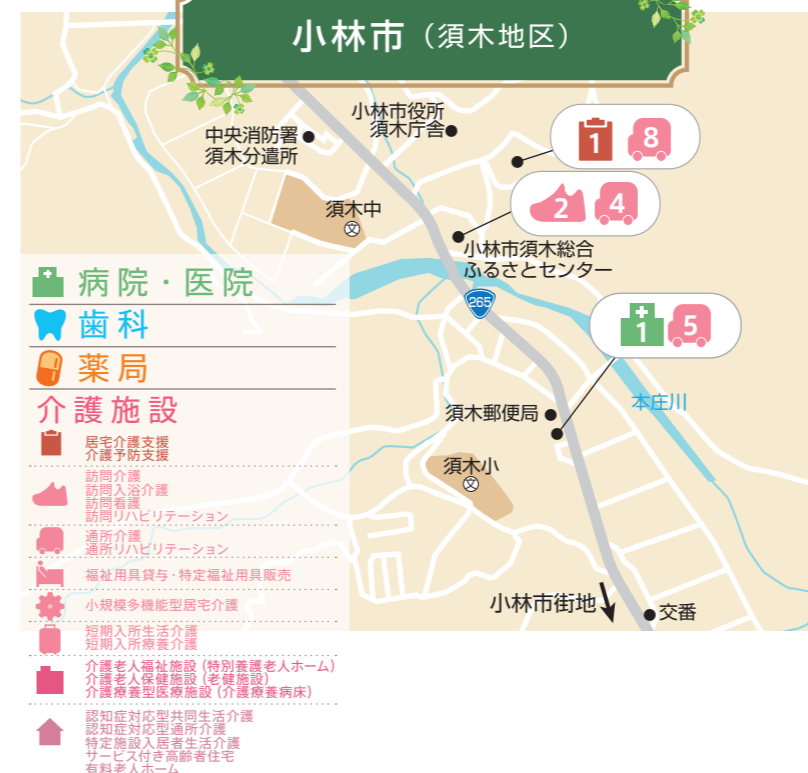 小林市（須木地区）
小林市役所
須木庁舎
中央消防署
須木分遣所
1 8
須木中
文
2 4
小林市須木総合
ふるさとセンター
265
1 5
本庄川
須木郵便局
須木小
文
小林市街地
交番
病院・医院
歯科
薬局
介護施設
居宅介護支援
介護予防支援
訪問介護
訪問入浴介護
訪問看護
訪問リハビリテーション
通所介護
通所リハビリテーション
福祉用具貸与・特定福祉用具販売
小規模多機能型居宅介護
短期入所生活介護
短期入所療養介護
介護老人福祉施設（特別養護老人ホーム）
介護老人保健施設（老健施設）
介護療養型医療施設（介護療養病床）
認知症対応型共同生活介護
認知症対応型通所介護
特定施設入居者生活介護
サービス付き高齢者住宅
有料老人ホーム